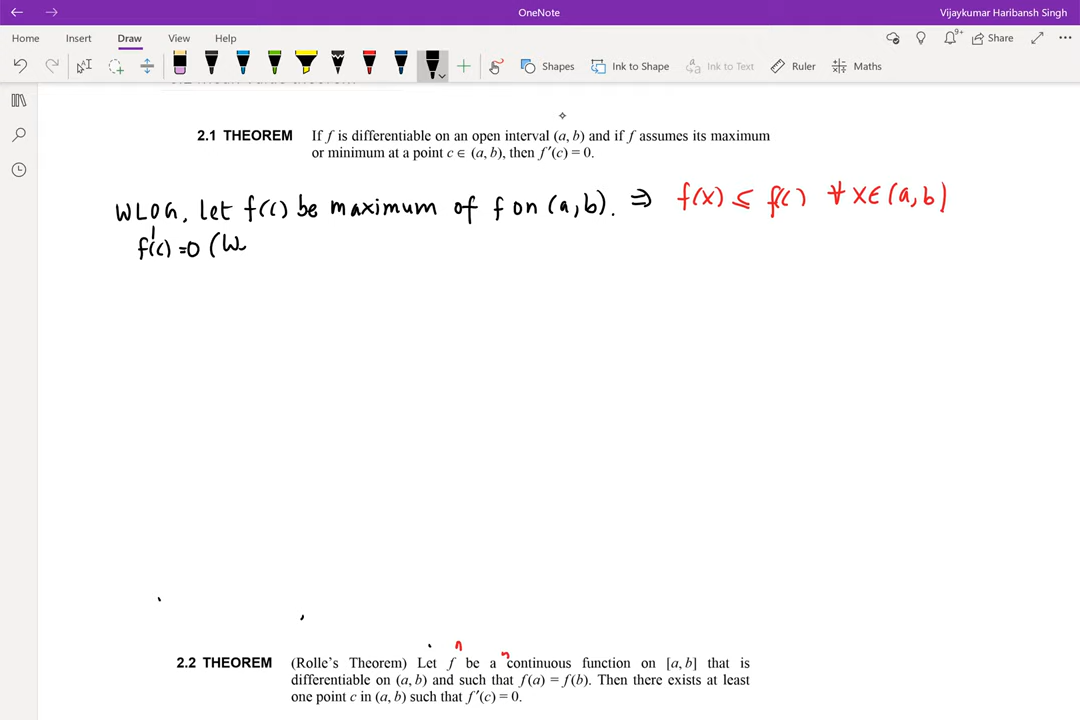 OneNote
Vijaykumar Haribansh Singh
Home Insert Draw View Help
9+ Share
Shapes Ink to Shape Ink to Text Ruler Maths
2.1 THEOREM If f is differentiable on an open interval (a, b) and if f assumes its maximum
or minimum at a point c ∈ (a, b), then f′(c) = 0.
WLOG, let f(c) be maximum of f on (a,b). ⇒ f(x) ≤ f(c) ∀ x∈(a,b)
f'(c) =0 (W
2.2 THEOREM (Rolle's Theorem) Let f be a continuous function on [a, b] that is
differentiable on (a, b) and such that f(a) = f(b). Then there exists at least
one point c in (a, b) such that f′(c) = 0.